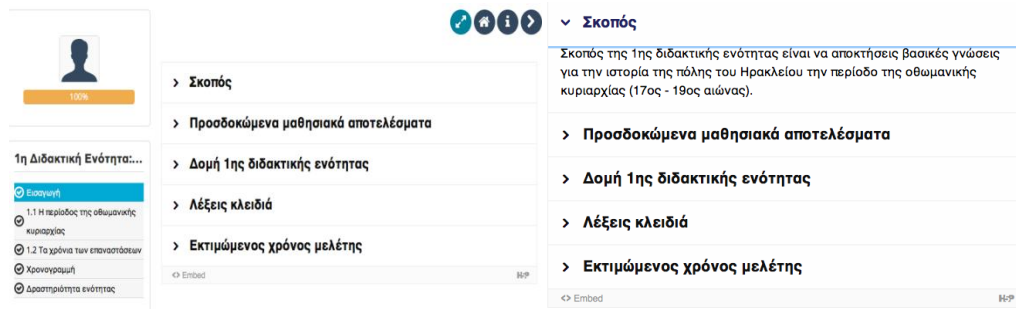 100%
1η Διδακτική Ενότητα:...
Εισαγωγή
1.1 Η περίοδος της οθωμανικής
κυριαρχίας
1.2 Τα χρόνια των επαναστάσεων
Χρονογραμμή
Δραστηριότητα ενότητας
Σκοπός
Προσδοκώμενα μαθησιακά αποτελέσματα
Δομή 1ης διδακτικής ενότητας
Λέξεις κλειδιά
Εκτιμώμενος χρόνος μελέτης
<> Embed
H5P
Σκοπός
Σκοπός της 1ης διδακτικής ενότητας είναι να αποκτήσεις βασικές γνώσεις
για την ιστορία της πόλης του Ηρακλείου την περίοδο της οθωμανικής
κυριαρχίας (17ος - 19ος αιώνας).
Προσδοκώμενα μαθησιακά αποτελέσματα
Δομή 1ης διδακτικής ενότητας
Λέξεις κλειδιά
Εκτιμώμενος χρόνος μελέτης
<> Embed
H5P